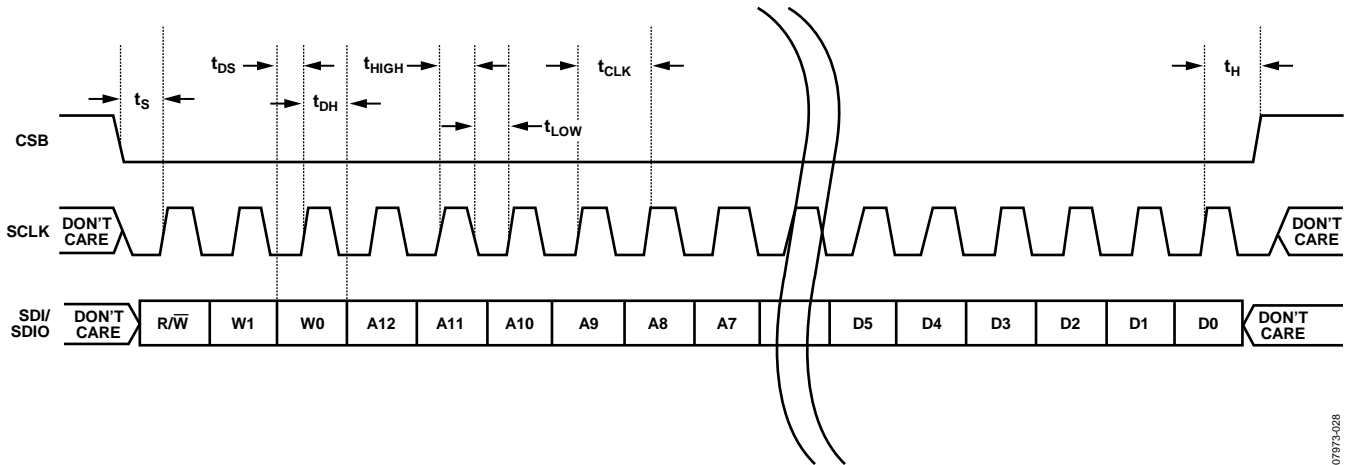 tDS
tHIGH
tCLK
tH
tS
tDH
tLOW
CSB
SCLK
DON'T CARE
DON'T CARE
SDI/SDIO
DON'T CARE
R/W̅
W1
W0
A12
A11
A10
A9
A8
A7
D5
D4
D3
D2
D1
D0
DON'T CARE
07973-028